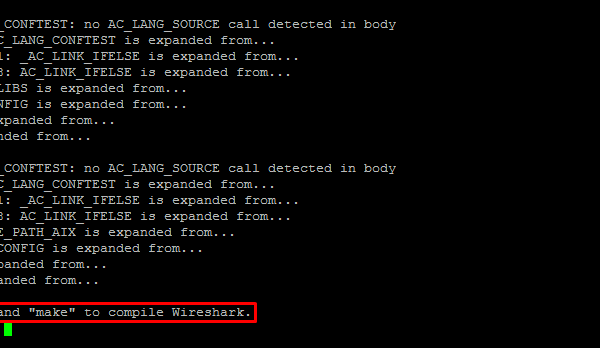 _CONFTEST: no AC_LANG_SOURCE call detected in body
C_LANG_CONFTEST is expanded from...
1: _AC_LINK_IFELSE is expanded from...
3: AC_LINK_IFELSE is expanded from...
LIBS is expanded from...
NFIG is expanded from...
xpanded from...
nded from...
_CONFTEST: no AC_LANG_SOURCE call detected in body
C_LANG_CONFTEST is expanded from...
1: _AC_LINK_IFELSE is expanded from...
3: AC_LINK_IFELSE is expanded from...
E_PATH_AIX is expanded from...
CONFIG is expanded from...
panded from...
anded from...
and "make" to compile Wireshark.